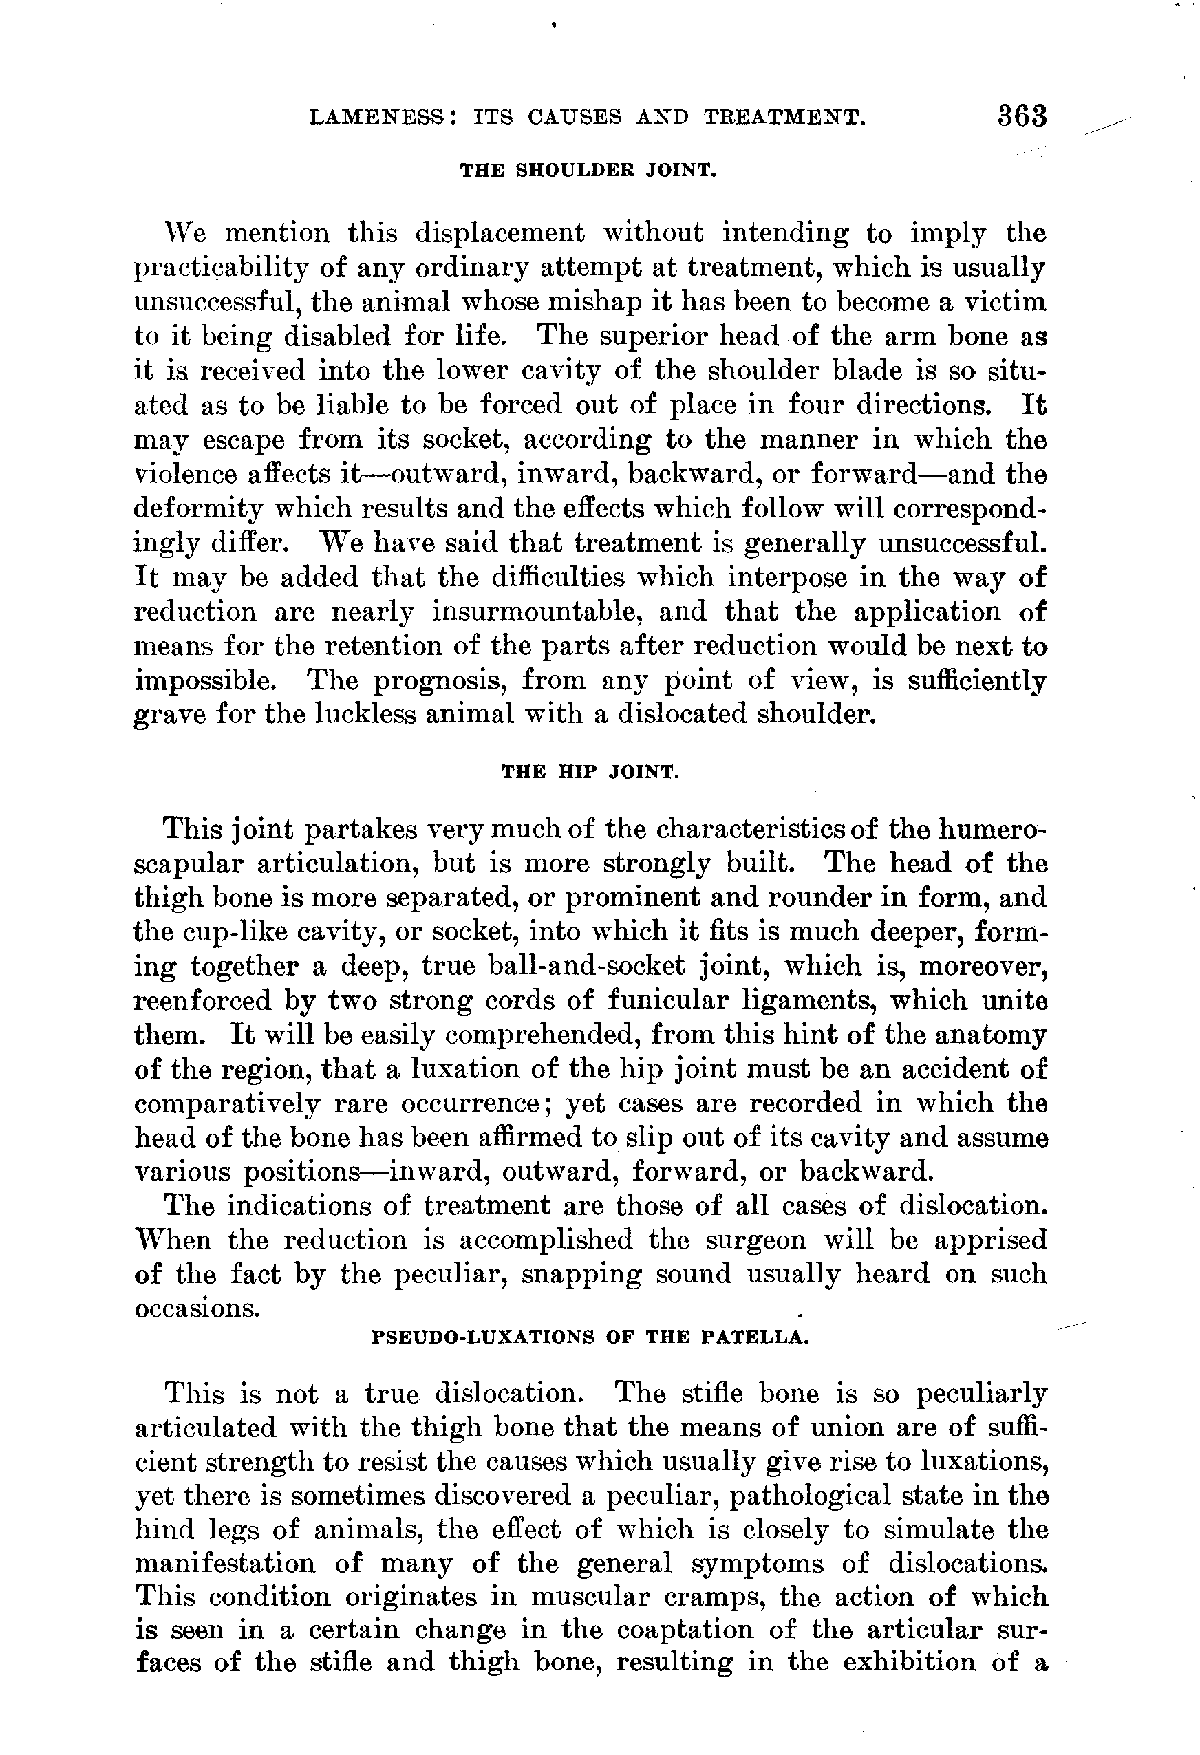 LAMENESS: ITS CAUSES AND TREATMENT. 363
THE SHOULDER JOINT.
We mention this displacement without intending to imply the
practicability of any ordinary attempt at treatment, which is usually
unsuccessful, the animal whose mishap it has been to become a victim
to it being disabled for life. The superior head of the arm bone as
it is received into the lower cavity of the shoulder blade is so situ-
ated as to be liable to be forced out of place in four directions. It
may escape from its socket, according to the manner in which the
violence affects it—outward, inward, backward, or forward—and the
deformity which results and the effects which follow will correspond-
ingly differ. We have said that treatment is generally unsuccessful.
It may be added that the difficulties which interpose in the way of
reduction are nearly insurmountable, and that the application of
means for the retention of the parts after reduction would be next to
impossible. The prognosis, from any point of view, is sufficiently
grave for the luckless animal with a dislocated shoulder.
THE HIP JOINT.
This joint partakes very much of the characteristics of the humero-
scapular articulation, but is more strongly built. The head of the
thigh bone is more separated, or prominent and rounder in form, and
the cup-like cavity, or socket, into which it fits is much deeper, form-
ing together a deep, true ball-and-socket joint, which is, moreover,
reenforced by two strong cords of funicular ligaments, which unite
them. It will be easily comprehended, from this hint of the anatomy
of the region, that a luxation of the hip joint must be an accident of
comparatively rare occurrence; yet cases are recorded in which the
head of the bone has been affirmed to slip out of its cavity and assume
various positions—inward, outward, forward, or backward.
The indications of treatment are those of all cases of dislocation.
When the reduction is accomplished the surgeon will be apprised
of the fact by the peculiar, snapping sound usually heard on such
occasions.
PSEUDO-LUXATIONS OF THE PATELLA.
This is not a true dislocation. The stifle bone is so peculiarly
articulated with the thigh bone that the means of union are of suffi-
cient strength to resist the causes which usually give rise to luxations,
yet there is sometimes discovered a peculiar, pathological state in the
hind legs of animals, the effect of which is closely to simulate the
manifestation of many of the general symptoms of dislocations.
This condition originates in muscular cramps, the action of which
is seen in a certain change in the coaptation of the articular sur-
faces of the stifle and thigh bone, resulting in the exhibition of a